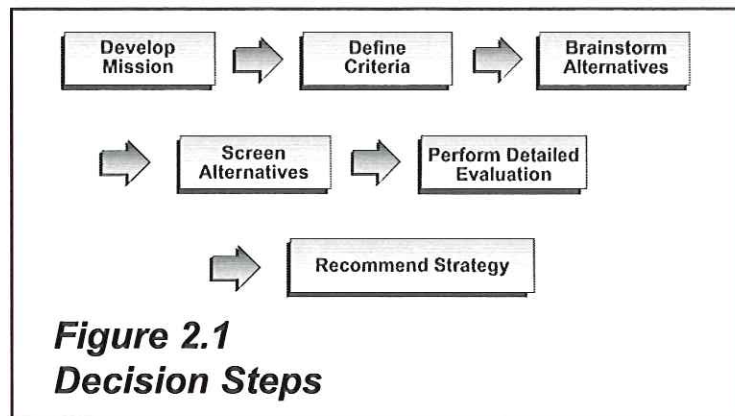 Develop
Mission
Define
Criteria
Brainstorm
Alternatives
Screen
Alternatives
Perform Detailed
Evaluation
Recommend Strategy
Figure 2.1
Decision Steps